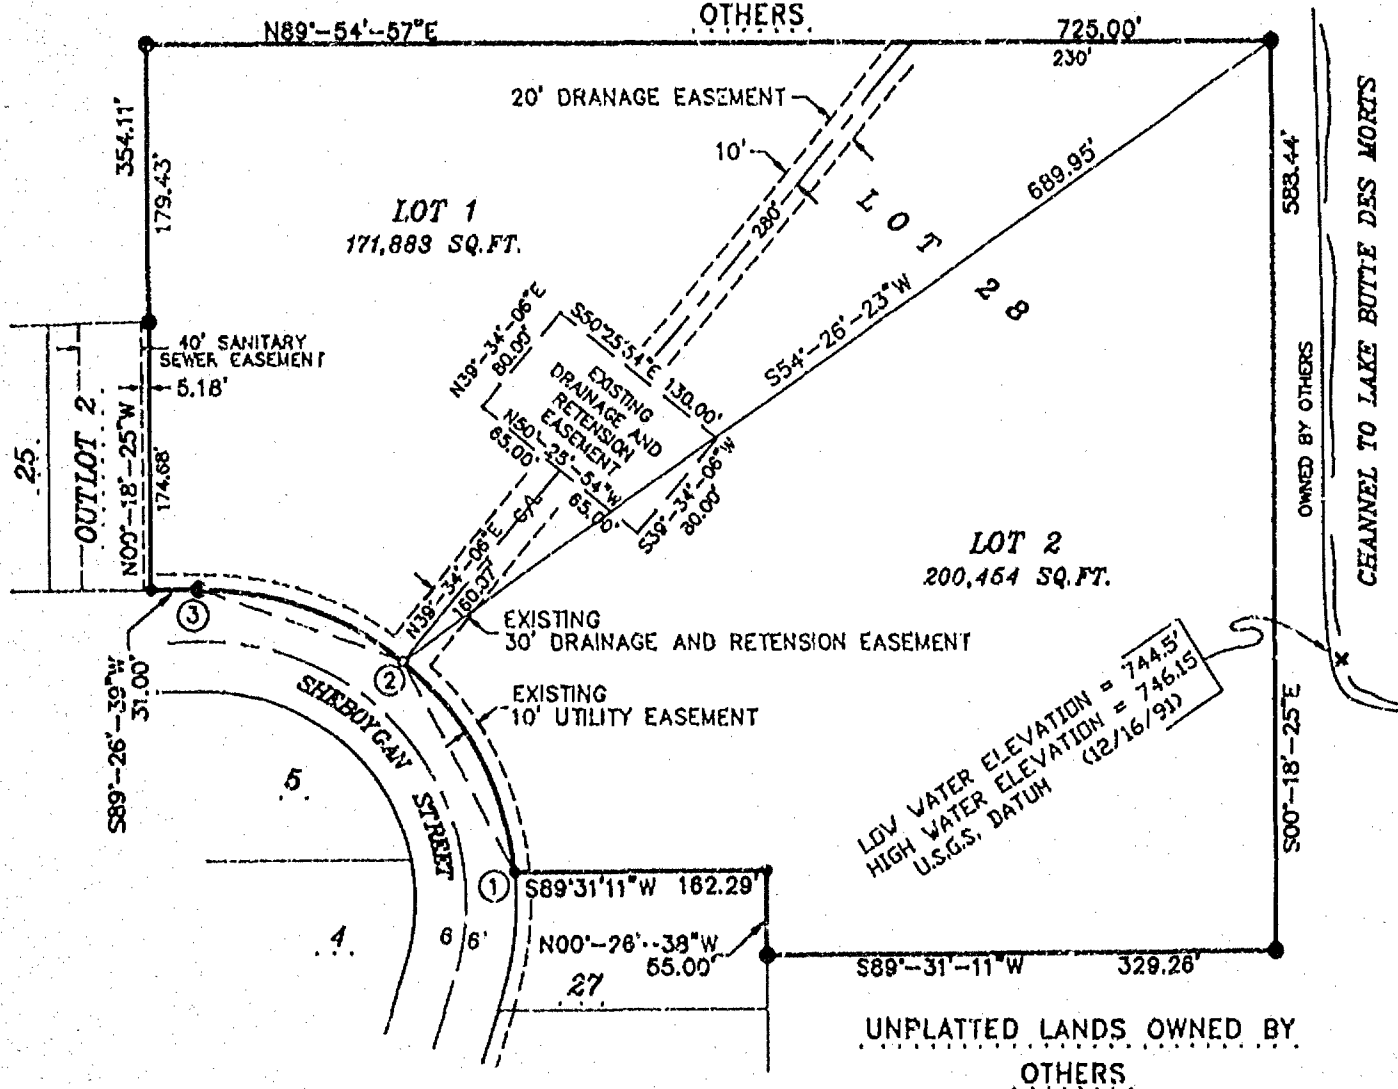 OTHERS
N89°-54'-57"E
725.00'
230'
20' DRANAGE EASEMENT
10'
354.11'
179.43'
LOT 1
171,883 SQ.FT.
280'
LOT 28
689.95'
S54°-26'-23"W
588.44'
CHANNEL TO LAKE BUTTE DES MORTS
OWNED BY OTHERS
N39°-34'-06"E
80.00'
S50°25'54"E 130.00'
EXISTING
DRAINAGE AND
RETENSION
EASEMENT
N50°-25'-54"W
65.00'
65.00'
S39°-34'-06"W
80.00'
40' SANITARY
SEWER EASEMENT
5.18'
25
OUTLOT 2
N00°-18'-25"W
174.68'
N39°-34'-06"E
160.07'
LOT 2
200,454 SQ.FT.
EXISTING
30' DRAINAGE AND RETENSION EASEMENT
EXISTING
10' UTILITY EASEMENT
3
2
1
S89°-26'-39"W
31.00'
SHEBOYGAN STREET
5
4
66'
LOW WATER ELEVATION = 744.5'
HIGH WATER ELEVATION = 746.15
U.S.G.S. DATUM (12/16/91)
S00°-18'-25"E
S89°31'11"W 162.29'
N00°-26'-38"W
55.00'
27
S89°-31'-11"W 329.26'
UNPLATTED LANDS OWNED BY
OTHERS